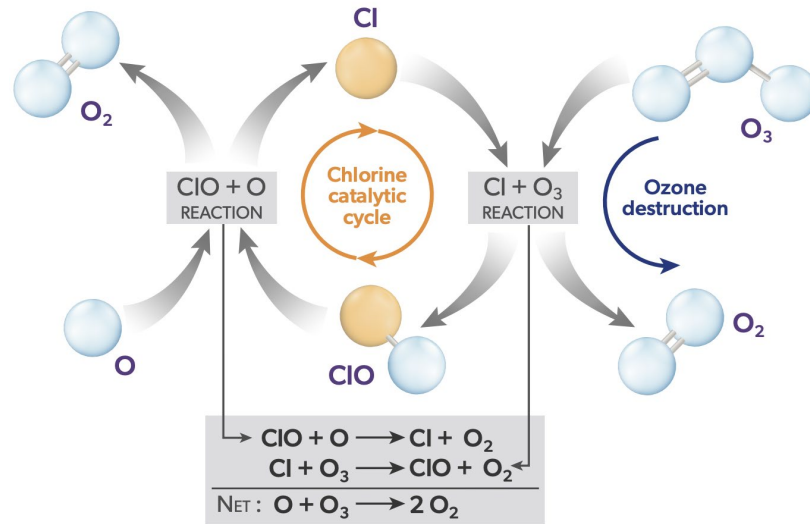 Cl
O₂
O₃
ClO + O
REACTION
Chlorine
catalytic
cycle
Cl + O₃
REACTION
Ozone
destruction
O
ClO
O₂
ClO + O ⟶ Cl + O₂
Cl + O₃ ⟶ ClO + O₂
NET: O + O₃ ⟶ 2 O₂